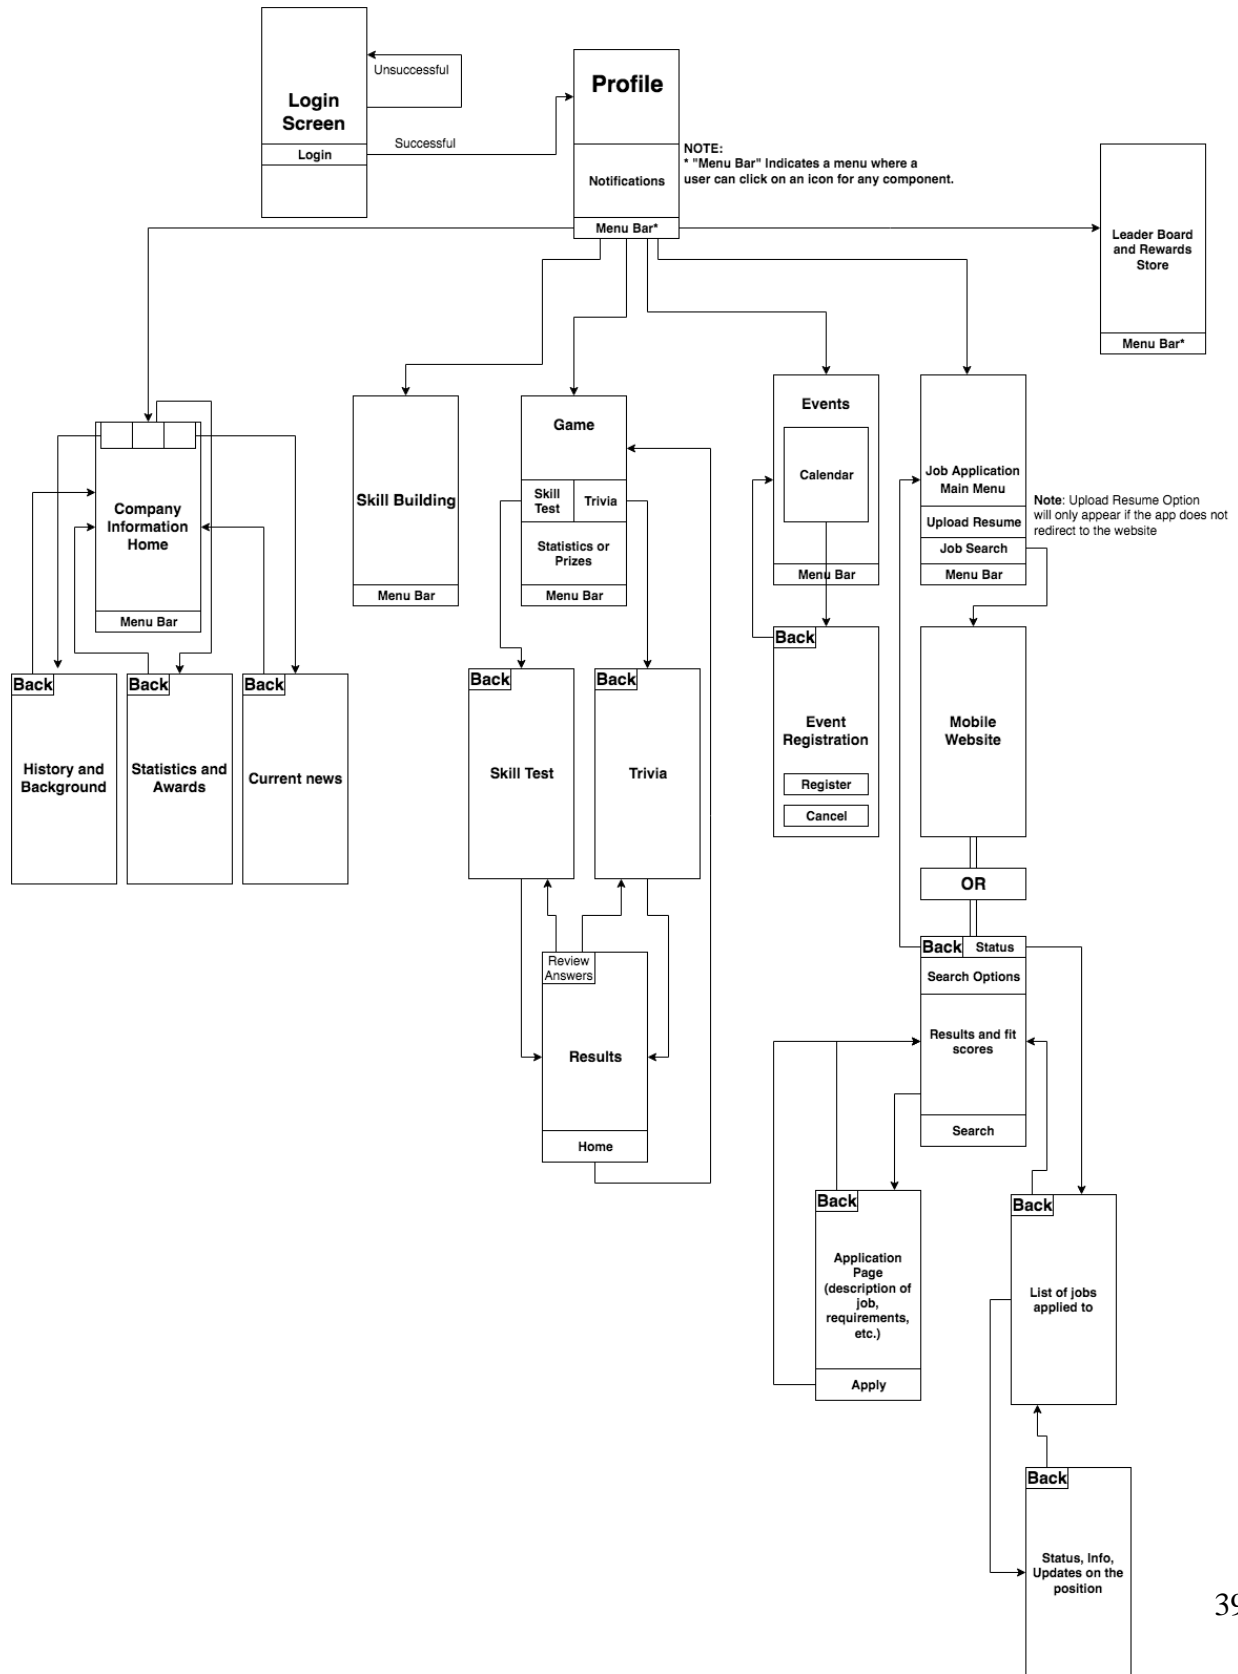 Unsuccessful
Login
Screen
Login
Successful
Profile
Notifications
Menu Bar*
NOTE:
* "Menu Bar" Indicates a menu where a
user can click on an icon for any component.
Leader Board
and Rewards
Store
Menu Bar*
Company
Information
Home
Menu Bar
Skill Building
Menu Bar
Game
Skill
Test
Trivia
Statistics or
Prizes
Menu Bar
Events
Calendar
Menu Bar
Job Application
Main Menu
Upload Resume
Job Search
Menu Bar
Note: Upload Resume Option
will only appear if the app does not
redirect to the website
Back
History and
Background
Back
Statistics and
Awards
Back
Current news
Back
Skill Test
Back
Trivia
Back
Event
Registration
Register
Cancel
Mobile
Website
OR
Review
Answers
Results
Home
Back
Status
Search Options
Results and fit
scores
Search
Back
Application
Page
(description of
job,
requirements,
etc.)
Apply
Back
List of jobs
applied to
Back
Status, Info,
Updates on the
position
39